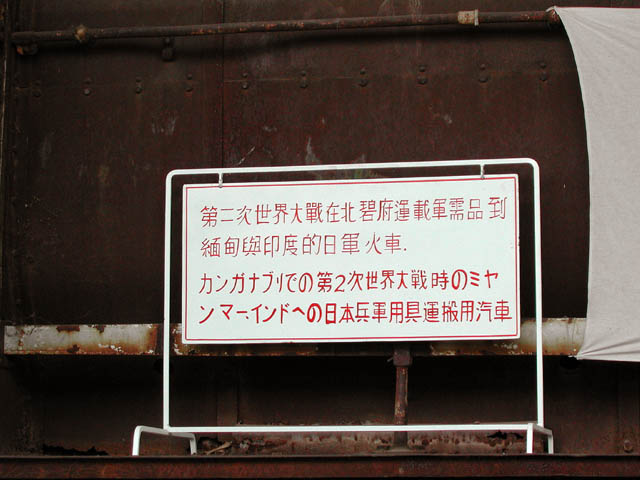 第二次世界大戰在北碧府運載軍需品到
緬甸與印度的日軍火車.
カンガナブリでの第2次世界大戦時のミヤ
ンマー、インドへの日本兵軍用具運搬用汽車